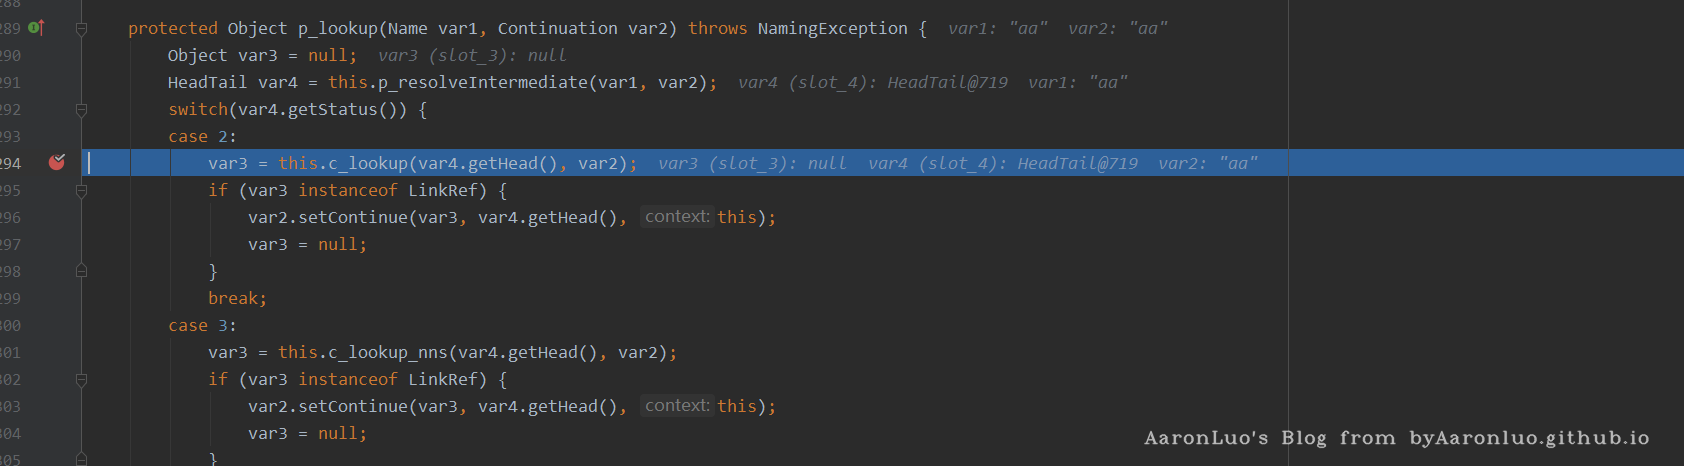 288
289 protected Object p_lookup(Name var1, Continuation var2) throws NamingException {  var1: "aa"  var2: "aa"
290 Object var3 = null;  var3 (slot_3): null
291 HeadTail var4 = this.p_resolveIntermediate(var1, var2);  var4 (slot_4): HeadTail@719  var1: "aa"
292 switch(var4.getStatus()) {
293 case 2:
294 var3 = this.c_lookup(var4.getHead(), var2);  var3 (slot_3): null  var4 (slot_4): HeadTail@719  var2: "aa"
295 if (var3 instanceof LinkRef) {
296 var2.setContinue(var3, var4.getHead(), context: this);
297 var3 = null;
298 }
299 break;
300 case 3:
301 var3 = this.c_lookup_nns(var4.getHead(), var2);
302 if (var3 instanceof LinkRef) {
303 var2.setContinue(var3, var4.getHead(), context: this);
304 var3 = null;
305 }
AaronLuo's Blog from byAaronluo.github.io